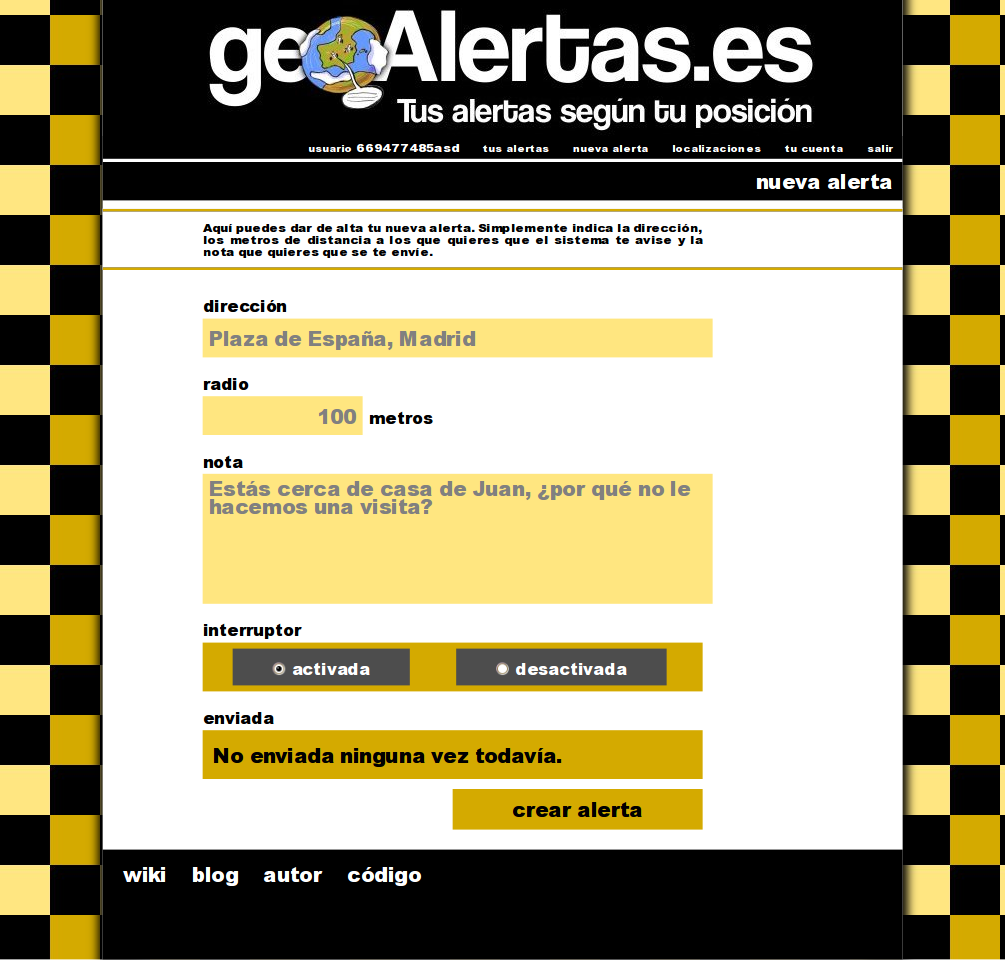 geoAlertas.es
Tus alertas según tu posición
usuario 669477485asd tus alertas nueva alerta localizaciones tu cuenta salir
nueva alerta
Aquí puedes dar de alta tu nueva alerta. Simplemente indica la dirección,
los metros de distancia a los que quieres que el sistema te avise y la
nota que quieres que se te envíe.
dirección
Plaza de España, Madrid
radio
100 metros
nota
Estás cerca de casa de Juan, ¿por qué no le
hacemos una visita?
interruptor
activada desactivada
enviada
No enviada ninguna vez todavía.
crear alerta
wiki blog autor código